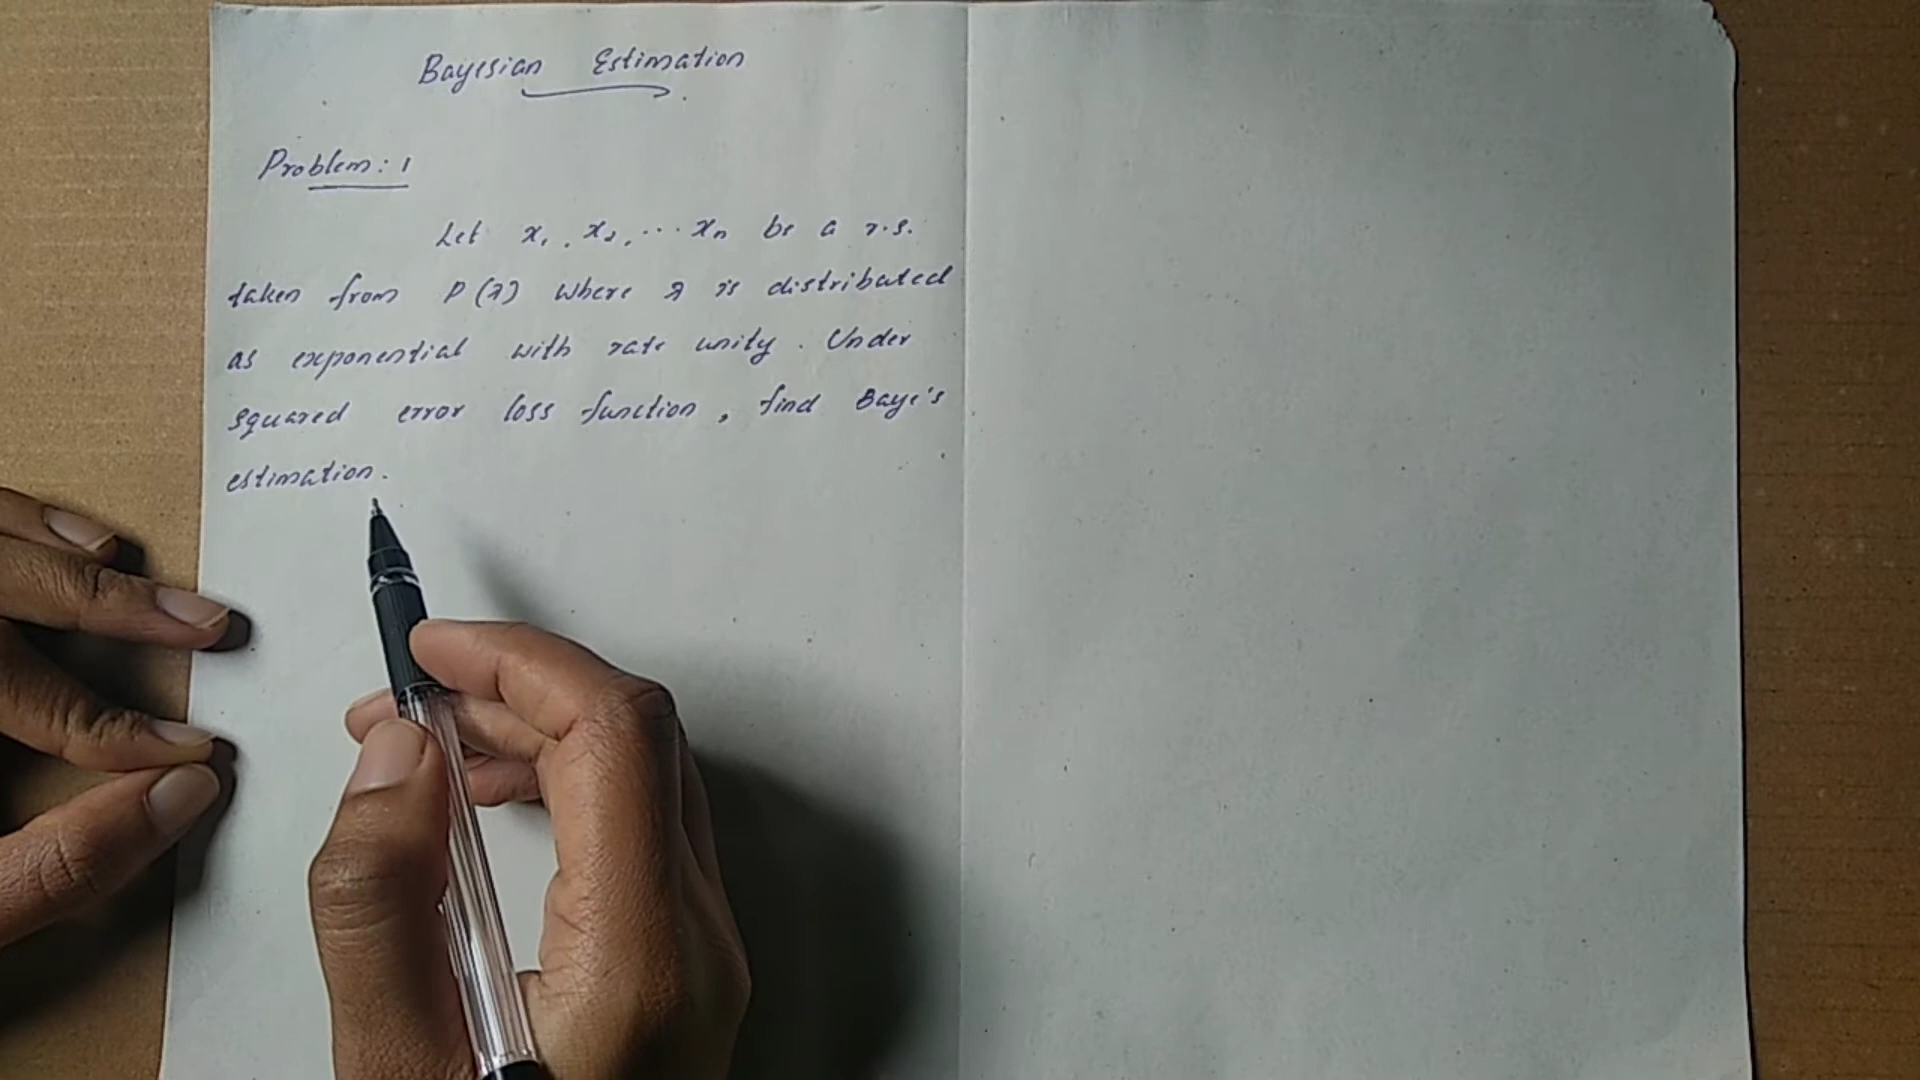 Bayesian Estimation
Problem: 1
Let x₁, x₂, ... xₙ be a r.s.
taken from P(λ) where λ is distributed
as exponential with rate unity. Under
squared error loss function, find Baye's
estimation.